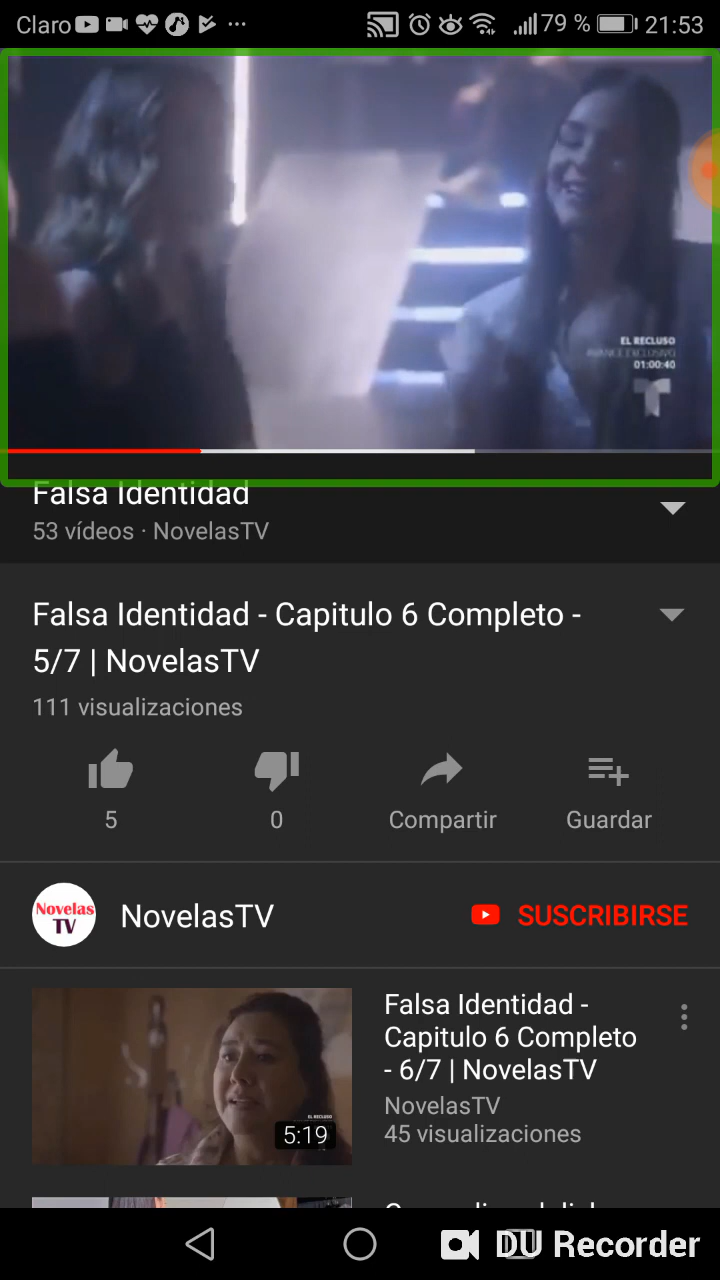 Claro
79 %
21:53
EL RECLUSO
AVANCE EXCLUSIVO
01:00:40
Falsa Identidad
53 vídeos · NovelasTV
Falsa Identidad - Capitulo 6 Completo -
5/7 | NovelasTV
111 visualizaciones
5
0
Compartir
Guardar
Novelas
TV
NovelasTV
SUSCRIBIRSE
EL RECLUSO
5:19
Falsa Identidad -
Capitulo 6 Completo
- 6/7 | NovelasTV
NovelasTV
45 visualizaciones
DU Recorder